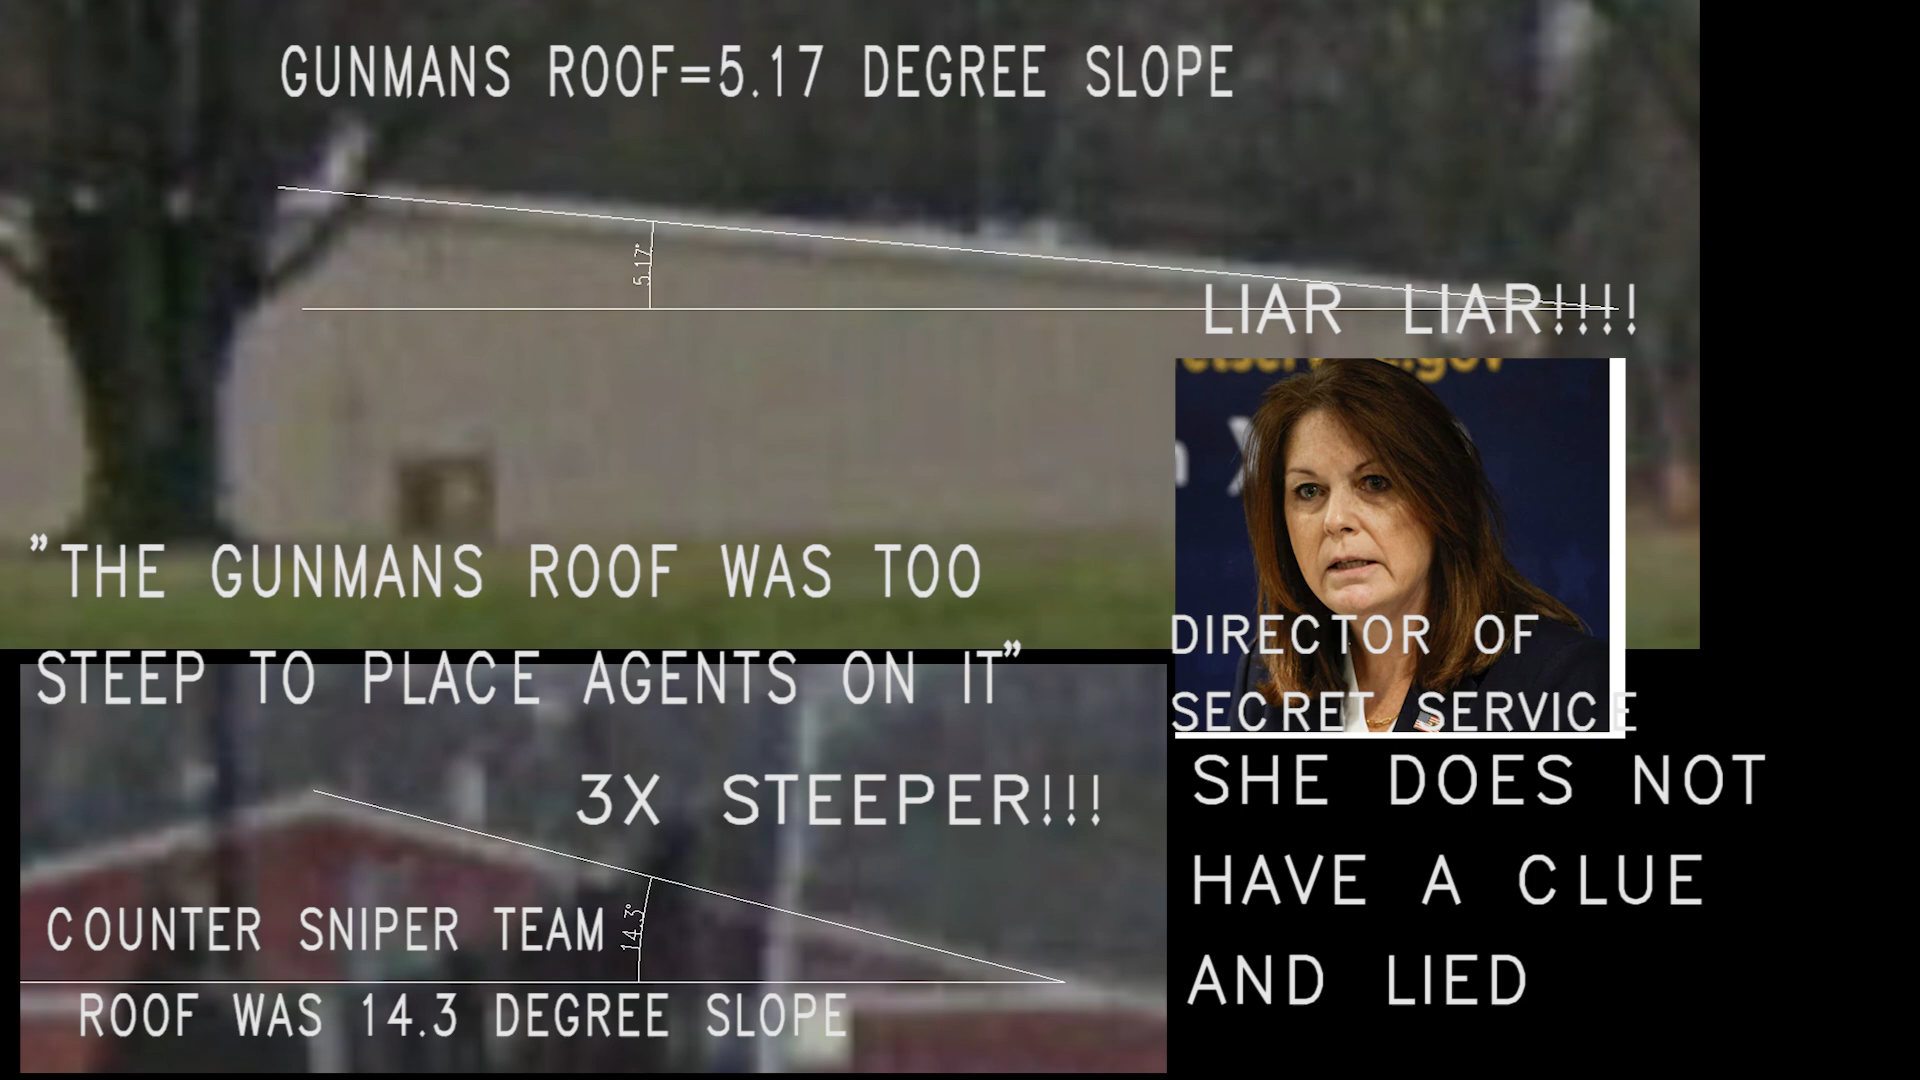 GUNMANS ROOF=5.17 DEGREE SLOPE
5.17°
LIAR LIAR!!!!
"THE GUNMANS ROOF WAS TOO
STEEP TO PLACE AGENTS ON IT"
DIRECTOR OF
SECRET SERVICE
3X STEEPER!!!
14.3°
COUNTER SNIPER TEAM
ROOF WAS 14.3 DEGREE SLOPE
SHE DOES NOT
HAVE A CLUE
AND LIED